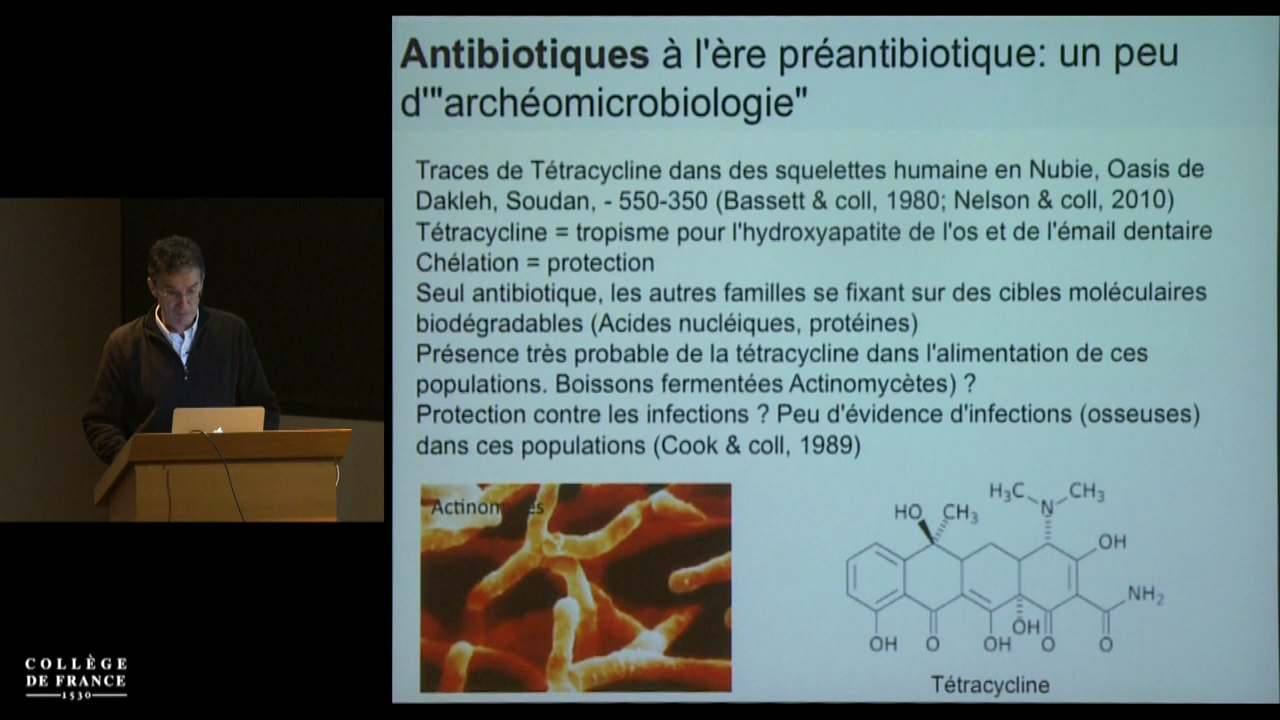 Antibiotiques à l'ère préantibiotique: un peu
d'"archéomicrobiologie"
Traces de Tétracycline dans des squelettes humaine en Nubie, Oasis de
Dakleh, Soudan, - 550-350 (Bassett & coll, 1980; Nelson & coll, 2010)
Tétracycline = tropisme pour l'hydroxyapatite de l'os et de l'émail dentaire
Chélation = protection
Seul antibiotique, les autres familles se fixant sur des cibles moléculaires
biodégradables (Acides nucléiques, protéines)
Présence très probable de la tétracycline dans l'alimentation de ces
populations. Boissons fermentées Actinomycètes) ?
Protection contre les infections ? Peu d'évidence d'infections (osseuses)
dans ces populations (Cook & coll, 1989)
H₃C CH₃
N
HO CH₃
OH
NH₂
OH O OH OH O O
Tétracycline
COLLÈGE
DE FRANCE
1530